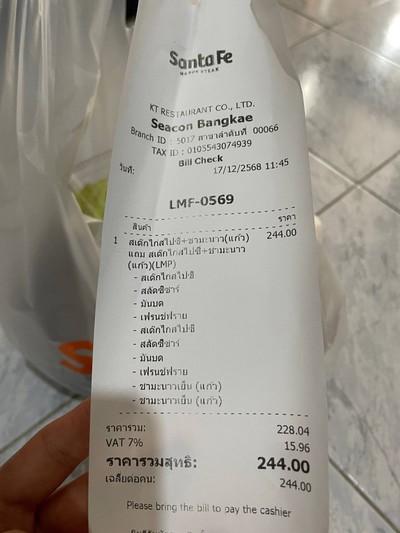 Santa Fe
HAPPY STEAK
KT RESTAURANT CO., LTD.
Seacon Bangkae
Branch ID : 5017 สาขาลำดับที่ 00066
TAX ID : 0105543074939
Bill Check
วันที่: 17/12/2568 11:45
LMF-0569
สินค้า ราคา
1 สเต๊กไก่สไปซี่+ชามะนาว(แก้ว) 244.00
แถม สเต๊กไก่สไปซี่+ชามะนาว
(แก้ว)(LMP)
- สเต๊กไก่สไปซี่
- สลัดซีซาร์
- มันบด
- เฟรนช์ฟราย
- สเต๊กไก่สไปซี่
- สลัดซีซาร์
- มันบด
- เฟรนช์ฟราย
- ชามะนาวเย็น (แก้ว)
- ชามะนาวเย็น (แก้ว)
ราคารวม: 228.04
VAT 7% 15.96
ราคารวมสุทธิ: 244.00
เฉลี่ยต่อคน: 244.00
Please bring the bill to pay the cashier